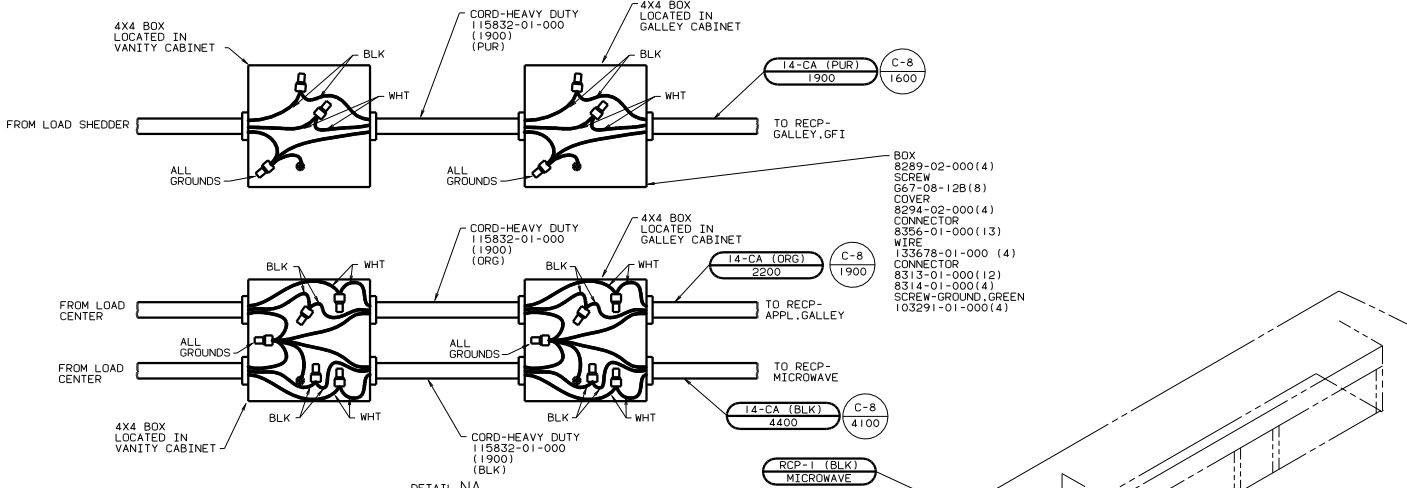 4X4 BOX
LOCATED IN
VANITY CABINET
BLK
WHT
CORD-HEAVY DUTY
115832-01-000
(1900)
(PUR)
4X4 BOX
LOCATED IN
GALLEY CABINET
BLK
WHT
14-CA (PUR)
1900
C-8
1600
FROM LOAD SHEDDER
TO RECP-
GALLEY,GFI
ALL
GROUNDS
ALL
GROUNDS
BOX
8289-02-000(4)
SCREW
G67-08-12B(8)
COVER
8294-02-000(4)
CONNECTOR
8356-01-000(13)
WIRE
133678-01-000 (4)
CONNECTOR
8313-01-000(12)
8314-01-000(4)
SCREW-GROUND,GREEN
103291-01-000(4)
CORD-HEAVY DUTY
115832-01-000
(1900)
(ORG)
4X4 BOX
LOCATED IN
GALLEY CABINET
BLK
WHT
BLK
WHT
14-CA (ORG)
2200
C-8
1900
FROM LOAD
CENTER
TO RECP-
APPL,GALLEY
ALL
GROUNDS
ALL
GROUNDS
FROM LOAD
CENTER
TO RECP-
MICROWAVE
BLK
WHT
BLK
WHT
14-CA (BLK)
4400
C-8
4100
4X4 BOX
LOCATED IN
VANITY CABINET
CORD-HEAVY DUTY
115832-01-000
(1900)
(BLK)
RCP-1 (BLK)
MICROWAVE
DETAIL NA